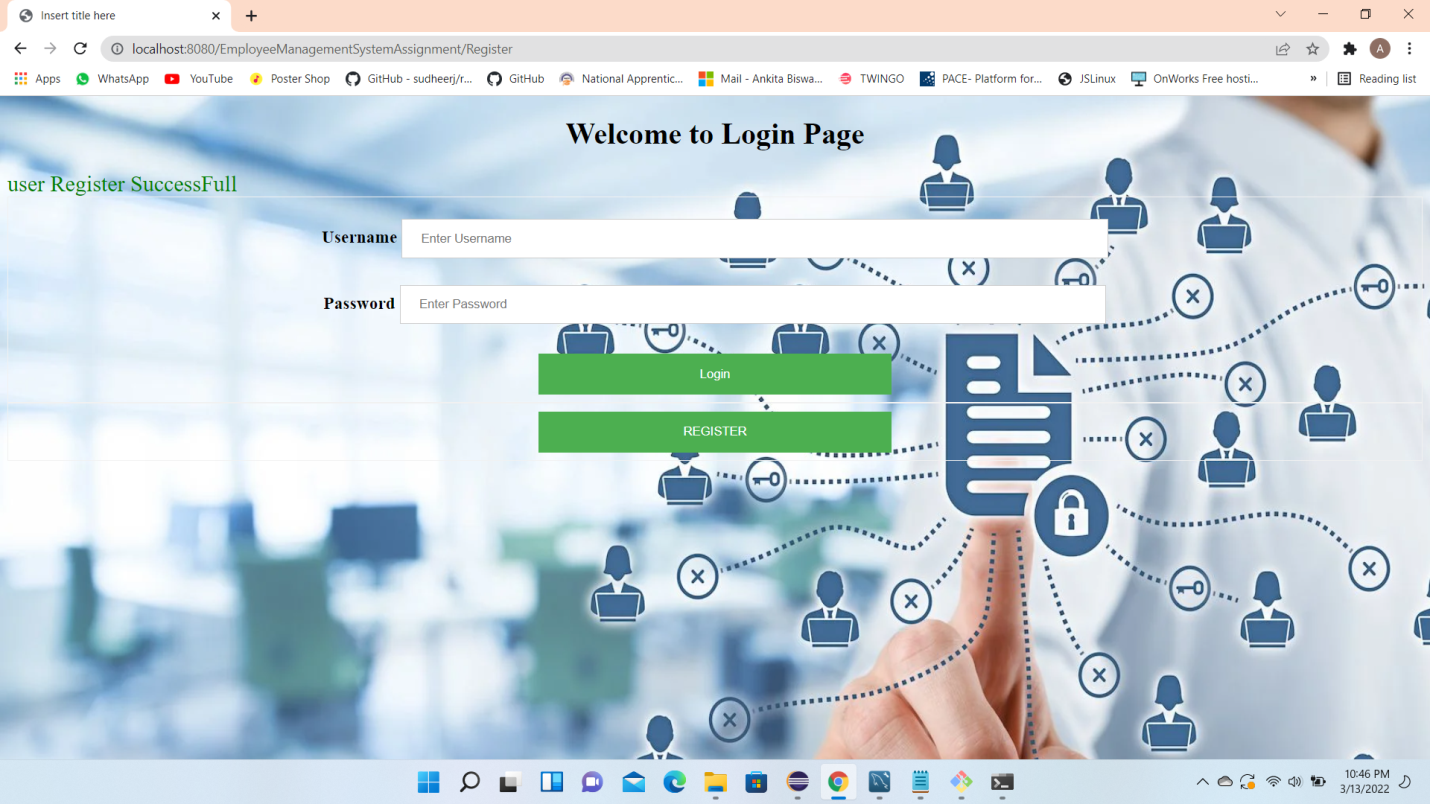 Insert title here
localhost:8080/EmployeeManagementSystemAssignment/Register
A
Apps WhatsApp YouTube Poster Shop GitHub - sudheerj/r... GitHub National Apprentic... Mail - Ankita Biswa... TWINGO PACE- Platform for... JSLinux OnWorks Free hosti... » Reading list
Welcome to Login Page
user Register SuccessFull
Username Enter Username
Password Enter Password
Login
REGISTER
10:46 PM
3/13/2022